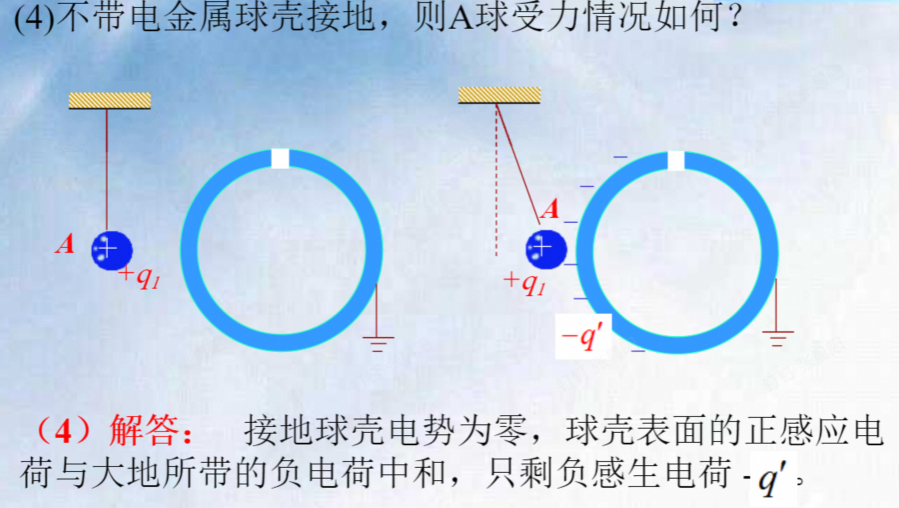 (4)不带电金属球壳接地，则A球受力情况如何？
A
+q₁
A
+q₁
−q′
（4）解答： 接地球壳电势为零，球壳表面的正感应电
荷与大地所带的负电荷中和，只剩负感生电荷 - q′ 。